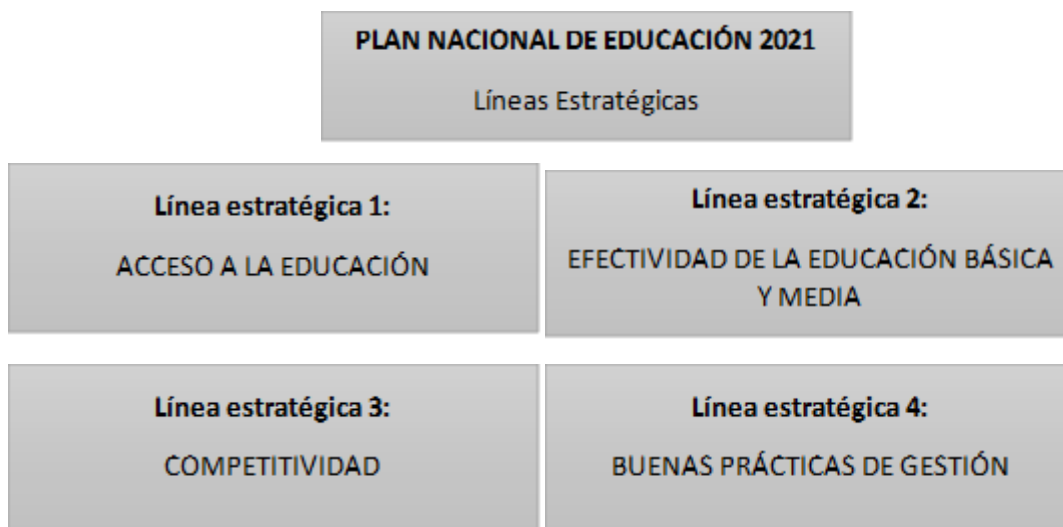 PLAN NACIONAL DE EDUCACIÓN 2021
Líneas Estratégicas
Línea estratégica 1:
ACCESO A LA EDUCACIÓN
Línea estratégica 2:
EFECTIVIDAD DE LA EDUCACIÓN BÁSICA
Y MEDIA
Línea estratégica 3:
COMPETITIVIDAD
Línea estratégica 4:
BUENAS PRÁCTICAS DE GESTIÓN